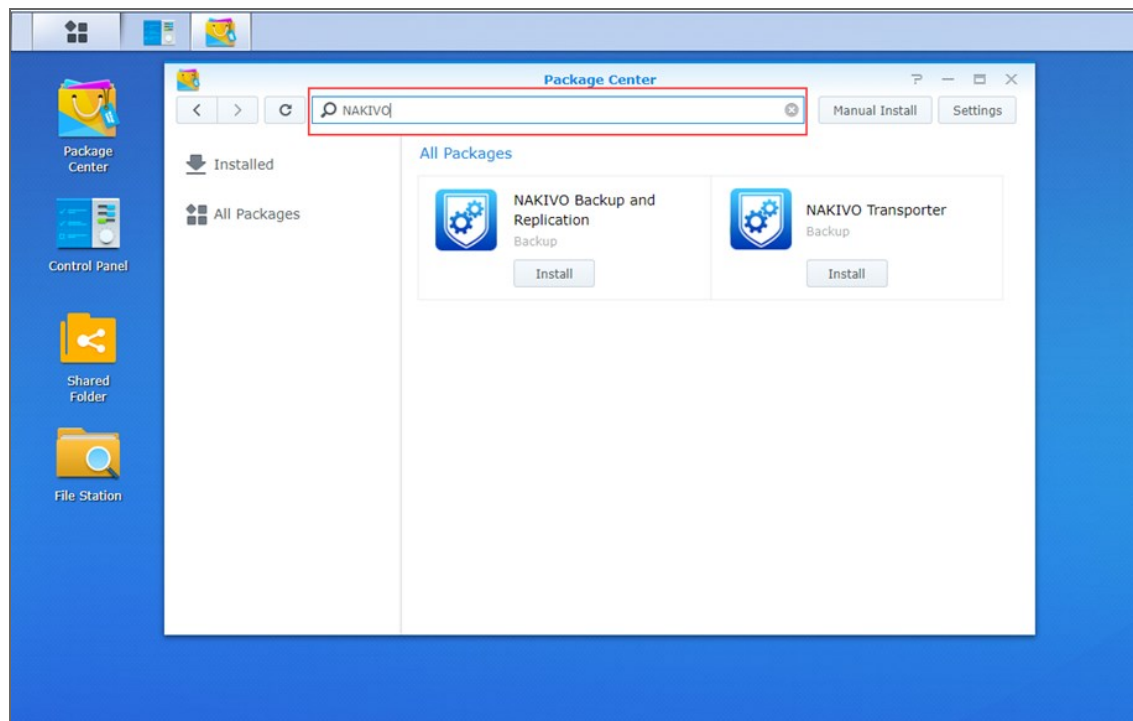 Package Center
NAKIVO
Manual Install
Settings
Package
Center
Control Panel
Shared
Folder
File Station
Installed
All Packages
All Packages
NAKIVO Backup and
Replication
Backup
Install
NAKIVO Transporter
Backup
Install